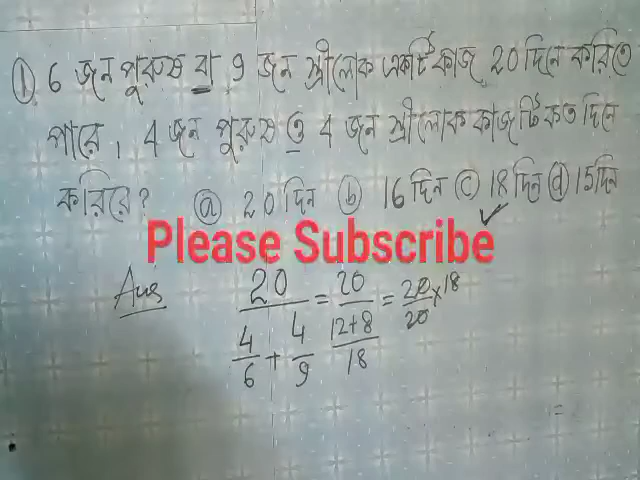 ① 6 জন পুরুষ বা 9 জন স্ত্রীলোক একটি কাজ 20 দিনে করিতে
পারে, 4 জন পুরুষ ও 4 জন স্ত্রীলোক কাজটি কত দিনে
করিবে? ⓐ 20 দিন ⓑ 16 দিন ⓒ 18 দিন ⓓ 15 দিন
✓
Please Subscribe
Ans 20/(4/6 + 4/9) = 20/((12+8)/18) = 20/20 × 18
=